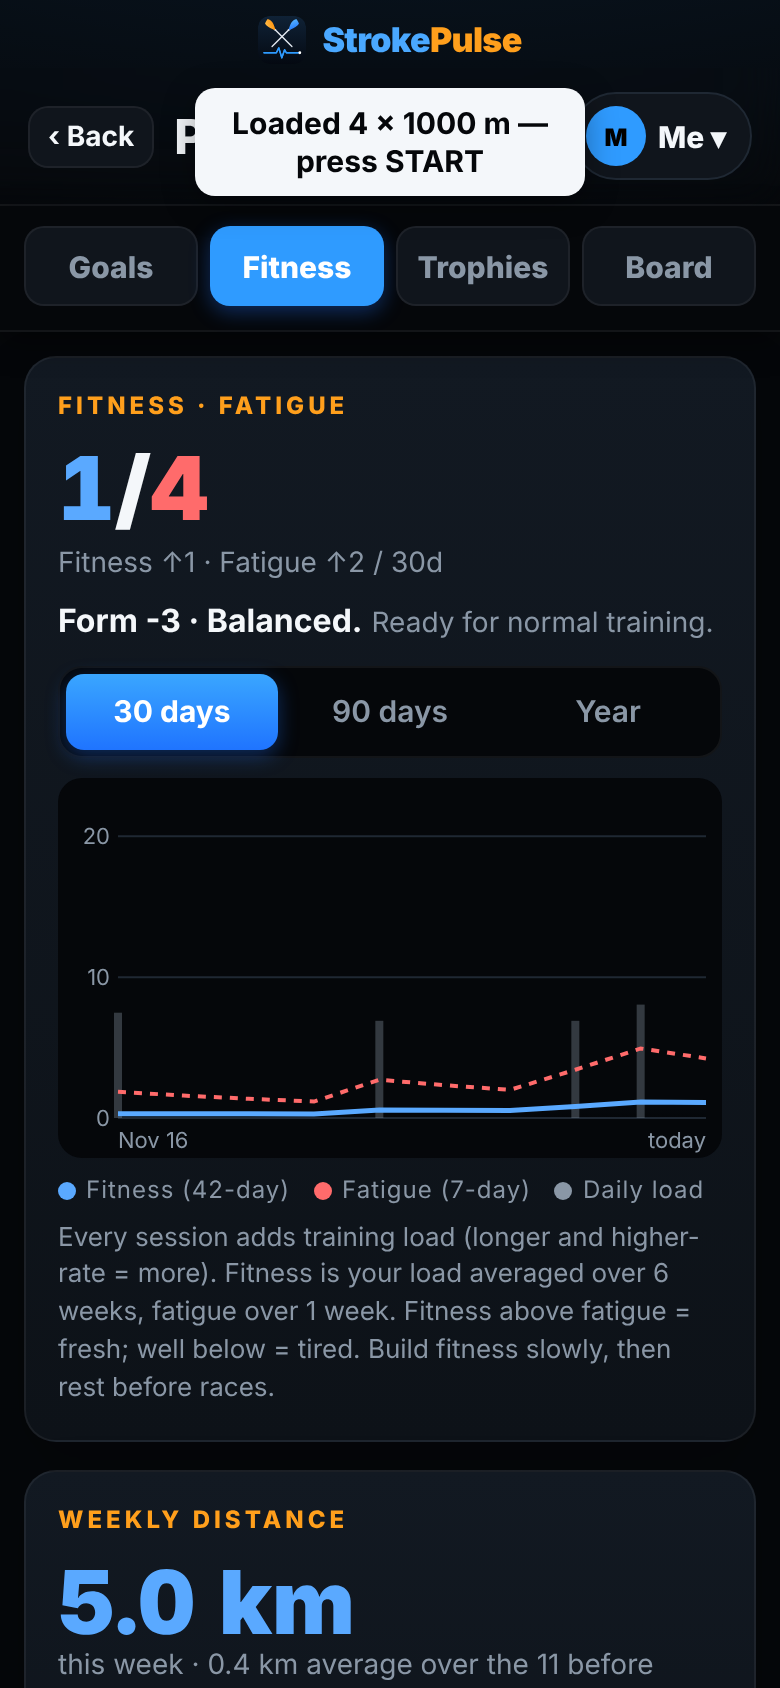 StrokePulse
Loaded 4 × 1000 m —
press START
‹ Back
M
Me ▾
Goals
Fitness
Trophies
Board
FITNESS · FATIGUE
1/4
Fitness ↑1 · Fatigue ↑2 / 30d
Form -3 · Balanced. Ready for normal training.
30 days
90 days
Year
20
10
0
Nov 16
today
Fitness (42-day)
Fatigue (7-day)
Daily load
Every session adds training load (longer and higher-
rate = more). Fitness is your load averaged over 6
weeks, fatigue over 1 week. Fitness above fatigue =
fresh; well below = tired. Build fitness slowly, then
rest before races.
WEEKLY DISTANCE
5.0 km
this week · 0.4 km average over the 11 before